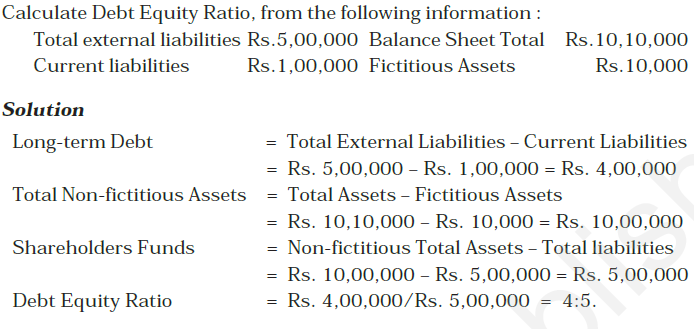 Calculate Debt Equity Ratio, from the following information :
Total external liabilities Rs.5,00,000 Balance Sheet Total Rs.10,10,000
Current liabilities Rs.1,00,000 Fictitious Assets Rs.10,000
Solution
Long-term Debt = Total External Liabilities – Current Liabilities
= Rs. 5,00,000 – Rs. 1,00,000 = Rs. 4,00,000
Total Non-fictitious Assets = Total Assets – Fictitious Assets
= Rs. 10,10,000 – Rs. 10,000 = Rs. 10,00,000
Shareholders Funds = Non-fictitious Total Assets – Total liabilities
= Rs. 10,00,000 – Rs. 5,00,000 = Rs. 5,00,000
Debt Equity Ratio = Rs. 4,00,000/Rs. 5,00,000 = 4:5.